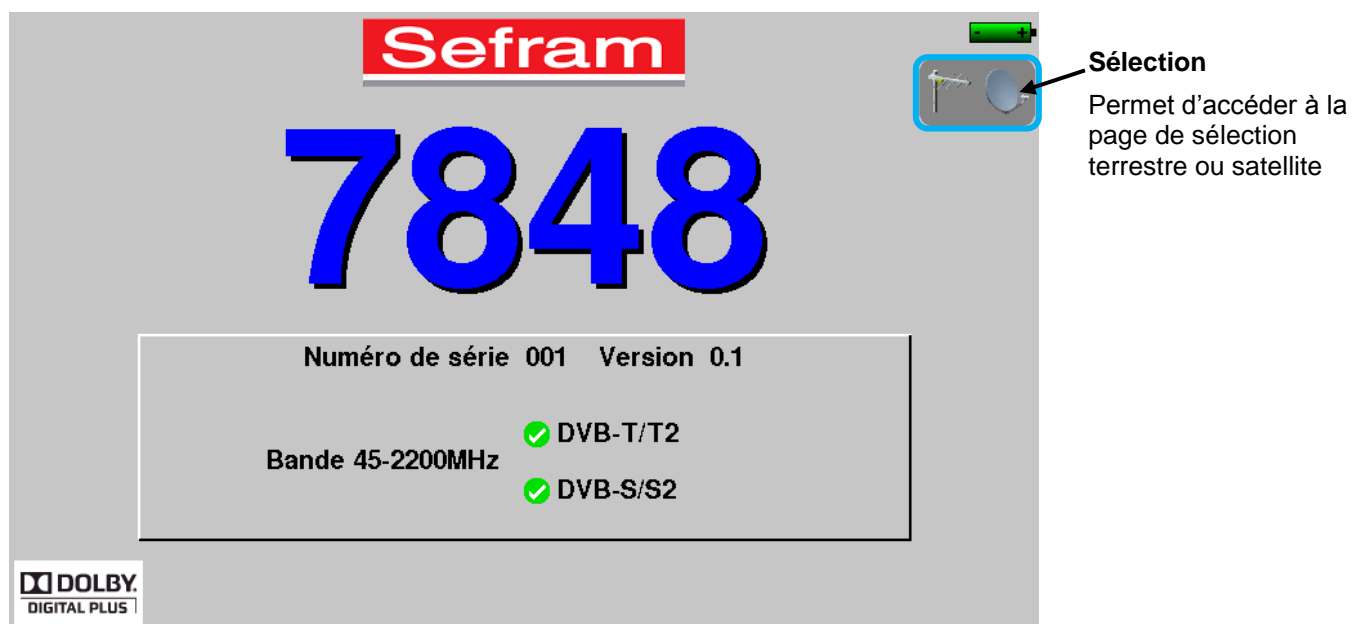 Sefram
- +
Sélection
Permet d'accéder à la
page de sélection
terrestre ou satellite
7848
Numéro de série 001 Version 0.1
DVB-T/T2
Bande 45-2200MHz
DVB-S/S2
DOLBY.
DIGITAL PLUS